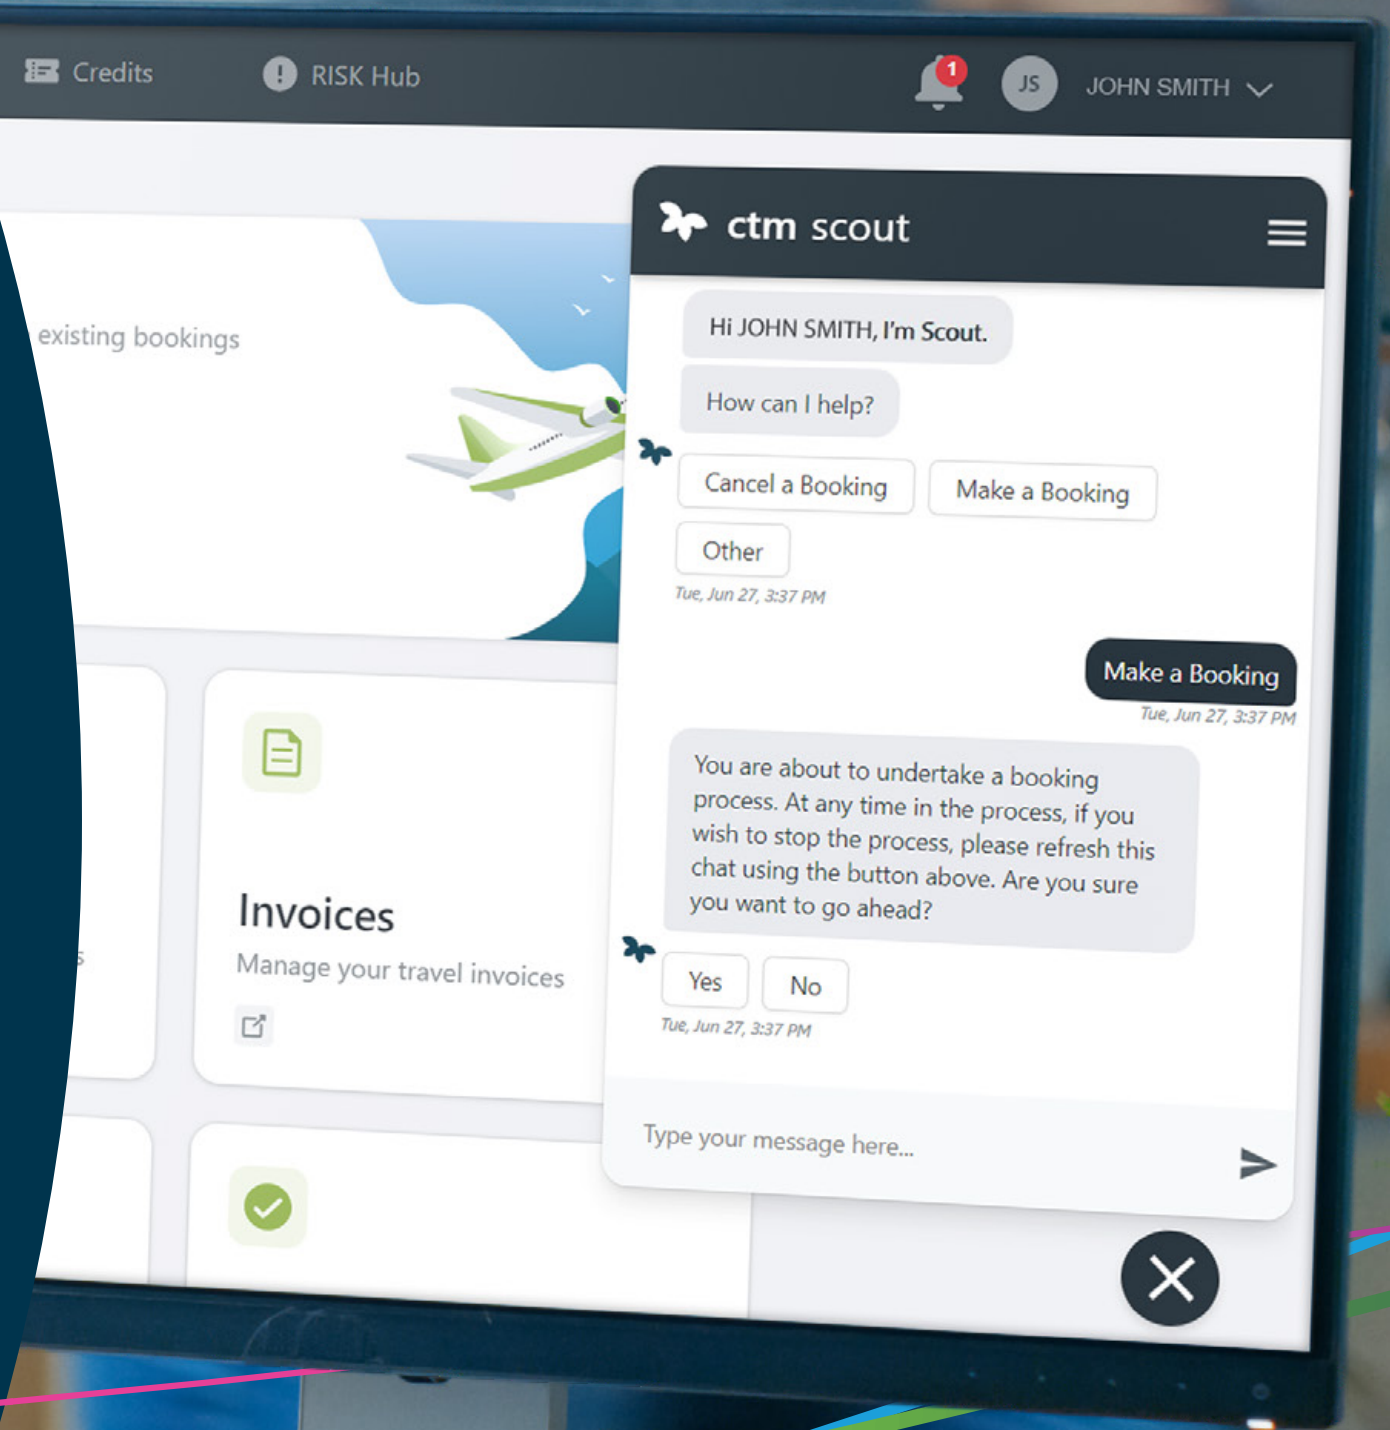 Credits
RISK Hub
1
JS
JOHN SMITH
existing bookings
ctm scout
Hi JOHN SMITH, I'm Scout.
How can I help?
Cancel a Booking
Make a Booking
Other
Tue, Jun 27, 3:37 PM
Make a Booking
Tue, Jun 27, 3:37 PM
You are about to undertake a booking
process. At any time in the process, if you
wish to stop the process, please refresh this
chat using the button above. Are you sure
you want to go ahead?
Yes
No
Tue, Jun 27, 3:37 PM
Invoices
Manage your travel invoices
s
Type your message here...